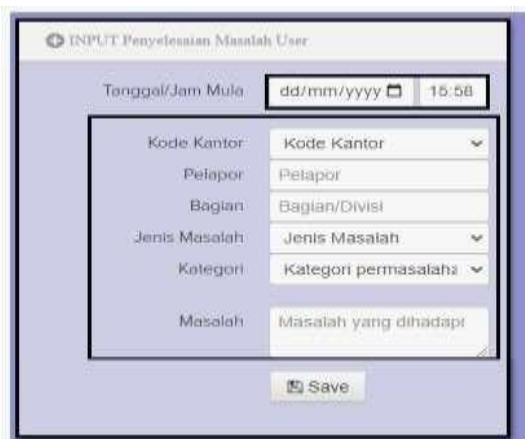 INPUT Penyelesaian Masalah User
Tanggal/Jam Mula dd/mm/yyyy 15:58
Kode Kantor Kode Kantor
Pelapor Pelapor
Bagian Bagian/Divisi
Jenis Masalah Jenis Masalah
Kategori Kategori permasalaha
Masalah Masalah yang dihadapi
Save